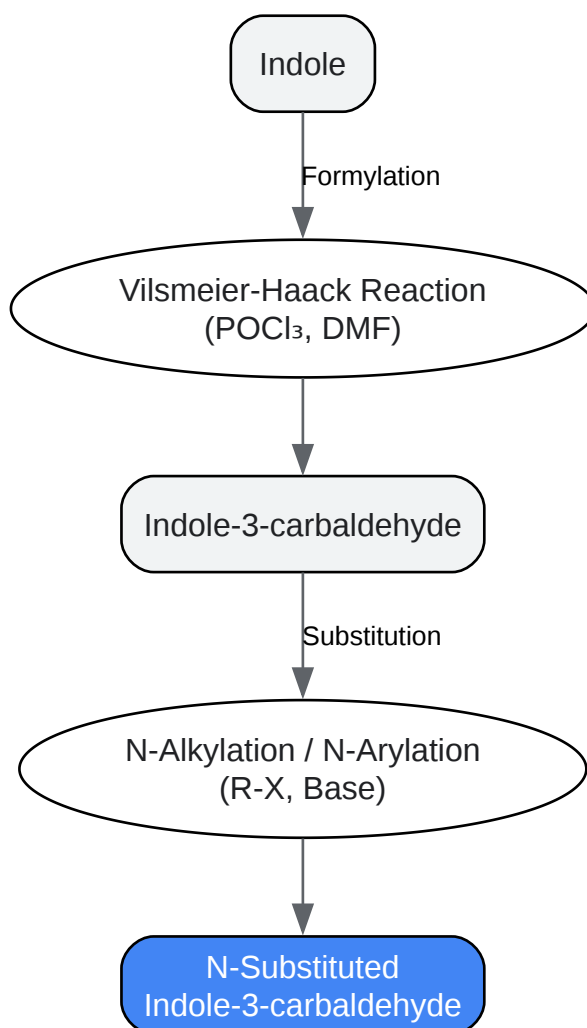 Indole
Formylation
Vilsmeier-Haack Reaction
(POCl₃, DMF)
Indole-3-carbaldehyde
Substitution
N-Alkylation / N-Arylation
(R-X, Base)
N-Substituted
Indole-3-carbaldehyde